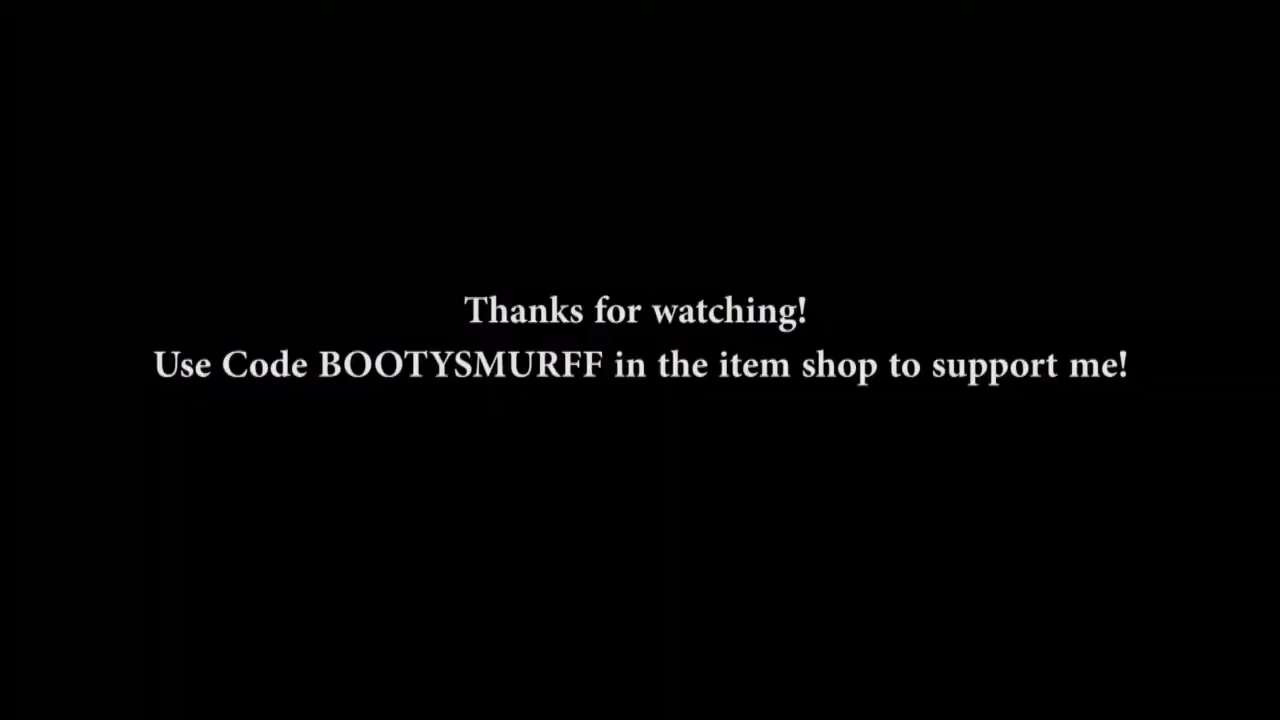 Thanks for watching!
Use Code BOOTYSMURFF in the item shop to support me!